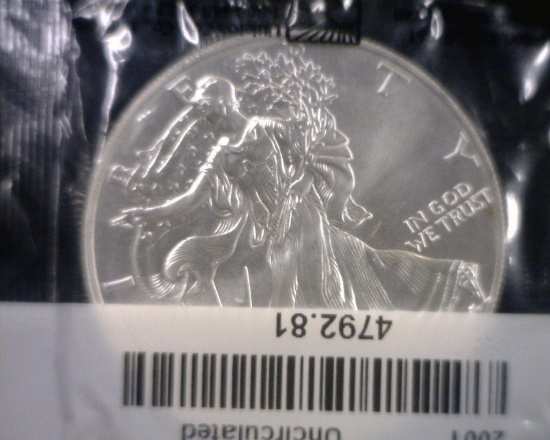 LIBERTY
IN GOD
WE TRUST
4792.81
2001
Uncirculated